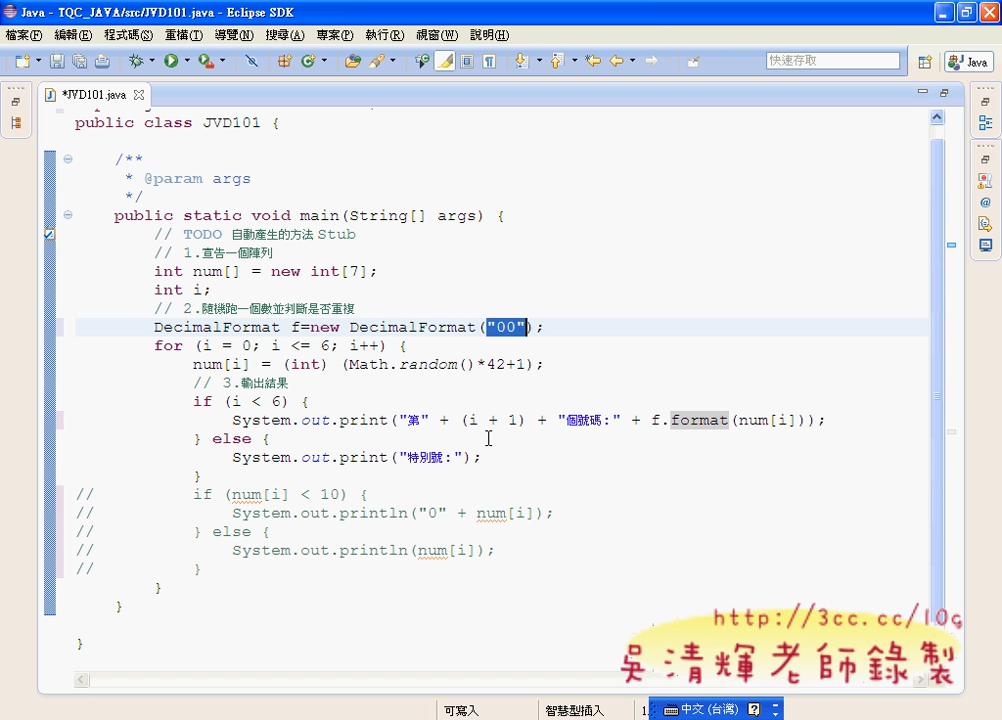 Java - TQC_JAVA/src/JVD101.java - Eclipse SDK
檔案(F) 編輯(E) 程式碼(S) 重構(T) 導覽(N) 搜尋(A) 專案(P) 執行(R) 視窗(W) 說明(H)
快速存取
Java
*JVD101.java
public class JVD101 {
/**
* @param args
*/
public static void main(String[] args) {
// TODO 自動產生的方法 Stub
// 1.宣告一個陣列
int num[] = new int[7];
int i;
// 2.隨機跑一個數並判斷是否重複
DecimalFormat f=new DecimalFormat("00");
for (i = 0; i <= 6; i++) {
num[i] = (int) (Math.random()*42+1);
// 3.輸出結果
if (i < 6) {
System.out.print("第" + (i + 1) + "個號碼:" + f.format(num[i]));
} else {
System.out.print("特別號:");
}
// if (num[i] < 10) {
// System.out.println("0" + num[i]);
// } else {
// System.out.println(num[i]);
// }
}
}
}
http://3cc.cc/10g
吳清輝老師錄製
可寫入 智慧型插入 1 中文 (台灣)